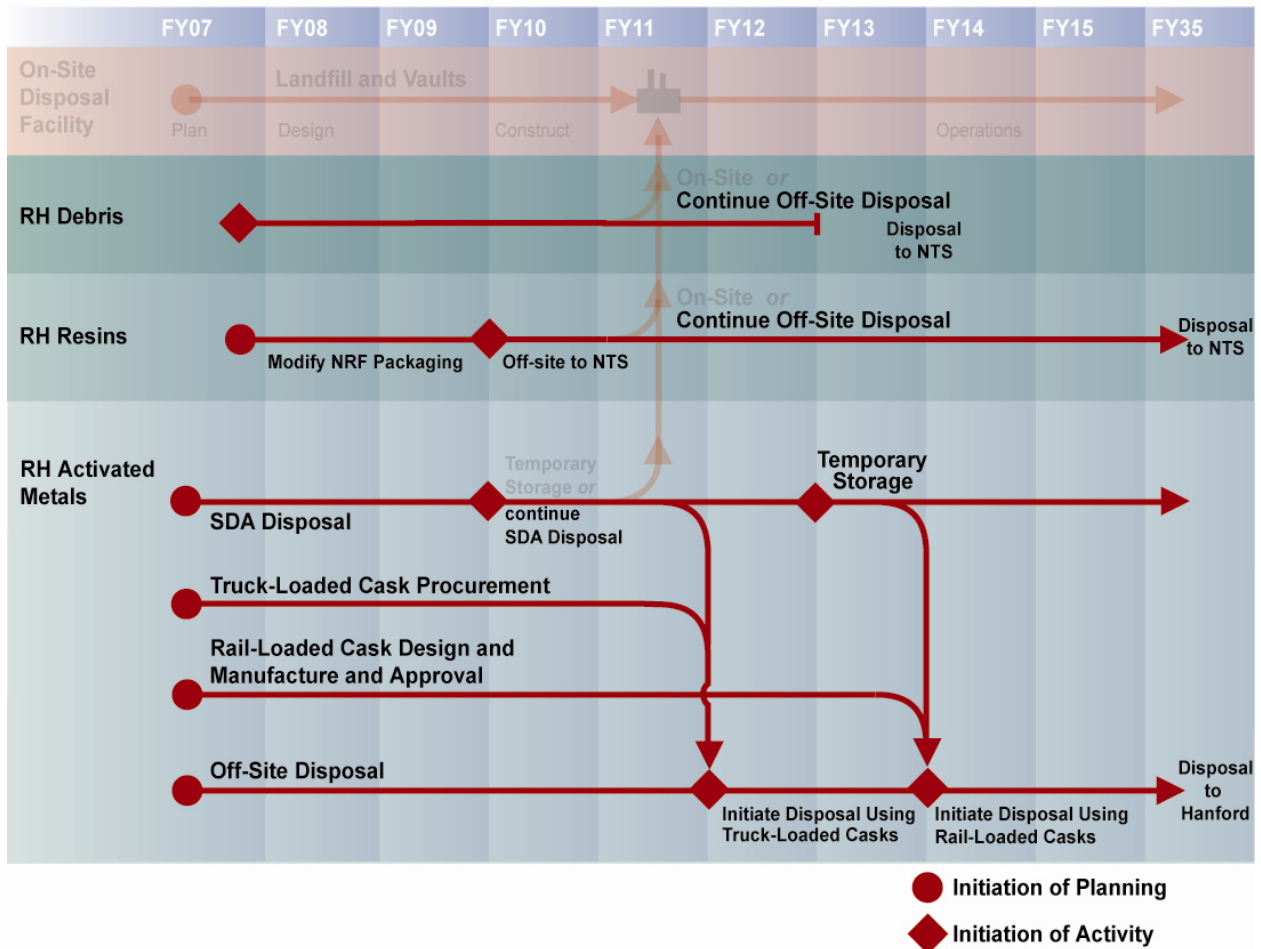 FY07 FY08 FY09 FY10 FY11 FY12 FY13 FY14 FY15 FY35
On-Site
Disposal
Facility
Landfill and Vaults
Plan
Design
Construct
Operations
RH Debris
On-Site or
Continue Off-Site Disposal
Disposal
to NTS
RH Resins
Modify NRF Packaging
Off-site to NTS
On-Site or
Continue Off-Site Disposal
Disposal
to NTS
RH Activated
Metals
SDA Disposal
Temporary
Storage or
continue
SDA Disposal
Temporary
Storage
Truck-Loaded Cask Procurement
Rail-Loaded Cask Design and
Manufacture and Approval
Off-Site Disposal
Initiate Disposal Using
Truck-Loaded Casks
Initiate Disposal Using
Rail-Loaded Casks
Disposal
to
Hanford
Initiation of Planning
Initiation of Activity